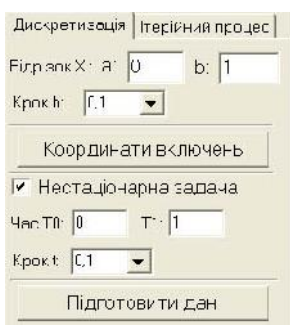 Дискретизація Ітерійний процес
Відрізок X: a: 0 b: 1
Крок h: 0,1
Координати включень
Нестаціонарна задача
Час T0: 0 T: 1
Крок t: 0,1
Підготовити дан